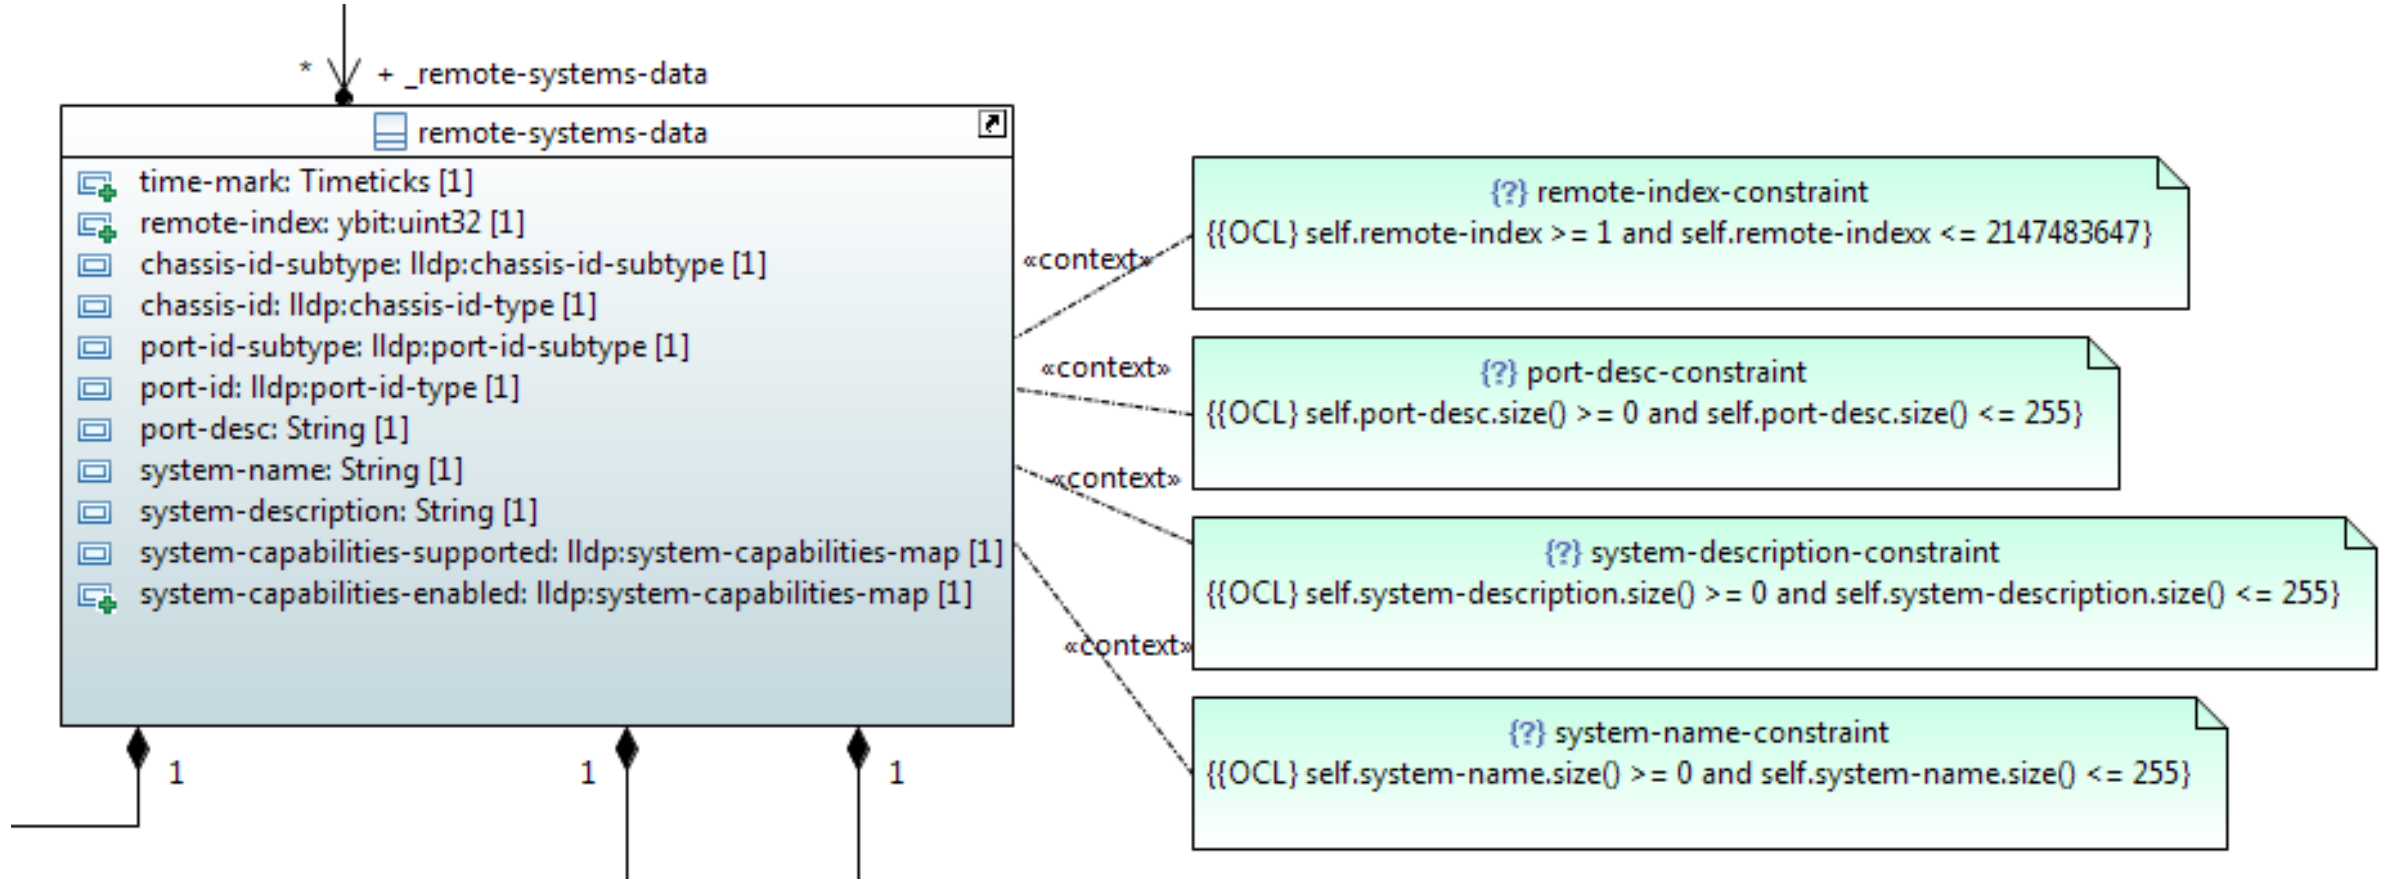 * + _remote-systems-data
remote-systems-data
time-mark: Timeticks [1]
remote-index: ybit:uint32 [1]
chassis-id-subtype: lldp:chassis-id-subtype [1]
chassis-id: lldp:chassis-id-type [1]
port-id-subtype: lldp:port-id-subtype [1]
port-id: lldp:port-id-type [1]
port-desc: String [1]
system-name: String [1]
system-description: String [1]
system-capabilities-supported: lldp:system-capabilities-map [1]
system-capabilities-enabled: lldp:system-capabilities-map [1]
1
1
1
«context»
«context»
«context»
«context»
{?} remote-index-constraint
{{OCL} self.remote-index >= 1 and self.remote-indexx <= 2147483647}
{?} port-desc-constraint
{{OCL} self.port-desc.size() >= 0 and self.port-desc.size() <= 255}
{?} system-description-constraint
{{OCL} self.system-description.size() >= 0 and self.system-description.size() <= 255}
{?} system-name-constraint
{{OCL} self.system-name.size() >= 0 and self.system-name.size() <= 255}